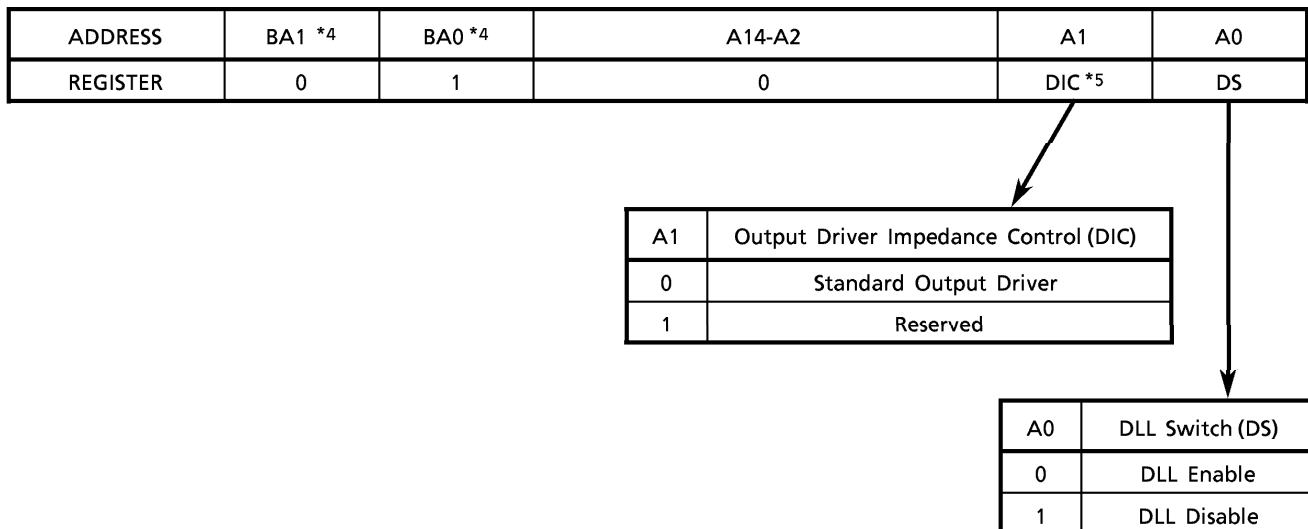 ADDRESS BA1 *4 BA0 *4 A14-A2 A1 A0
REGISTER 0 1 0 DIC *5 DS
A1 Output Driver Impedance Control (DIC)
0 Standard Output Driver
1 Reserved
A0 DLL Switch (DS)
0 DLL Enable
1 DLL Disable